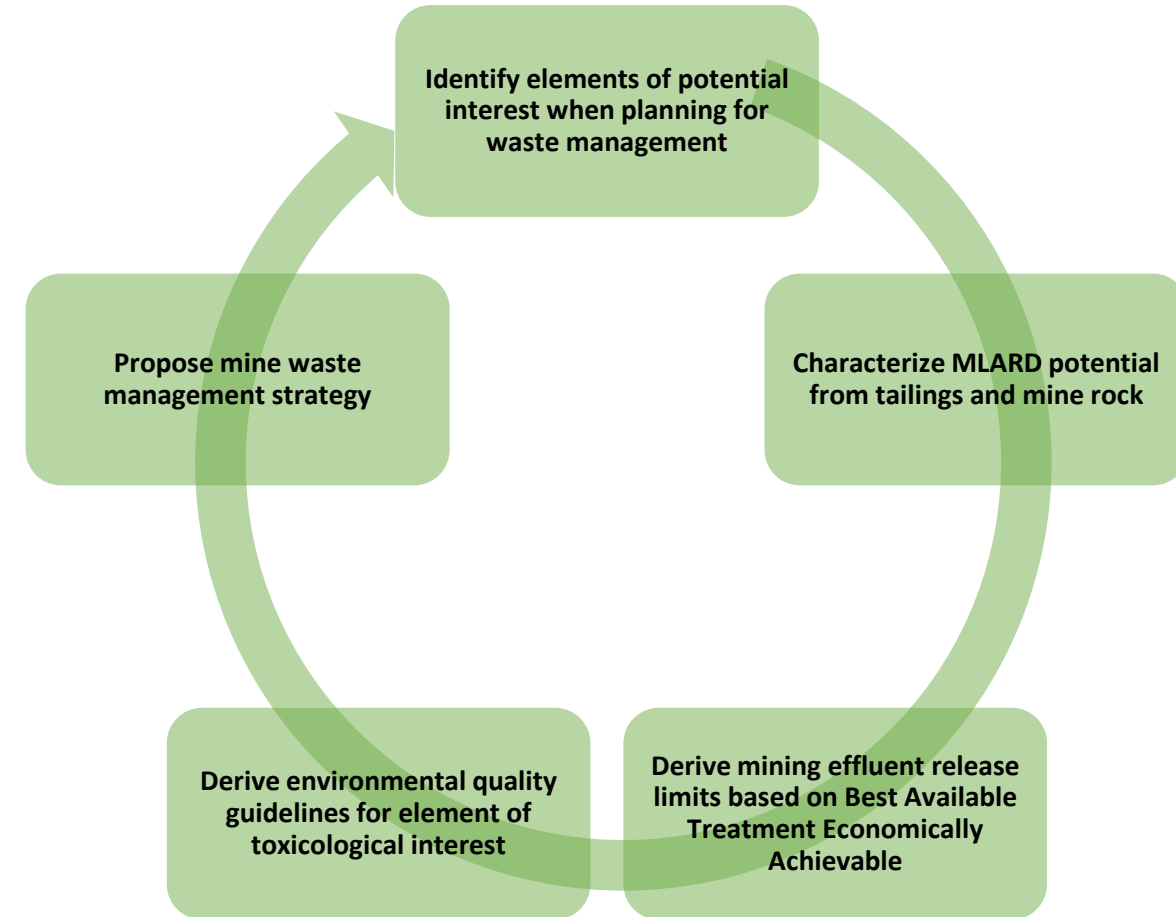 Identify elements of potential
interest when planning for
waste management
Characterize MLARD potential
from tailings and mine rock
Derive mining effluent release
limits based on Best Available
Treatment Economically
Achievable
Derive environmental quality
guidelines for element of
toxicological interest
Propose mine waste
management strategy